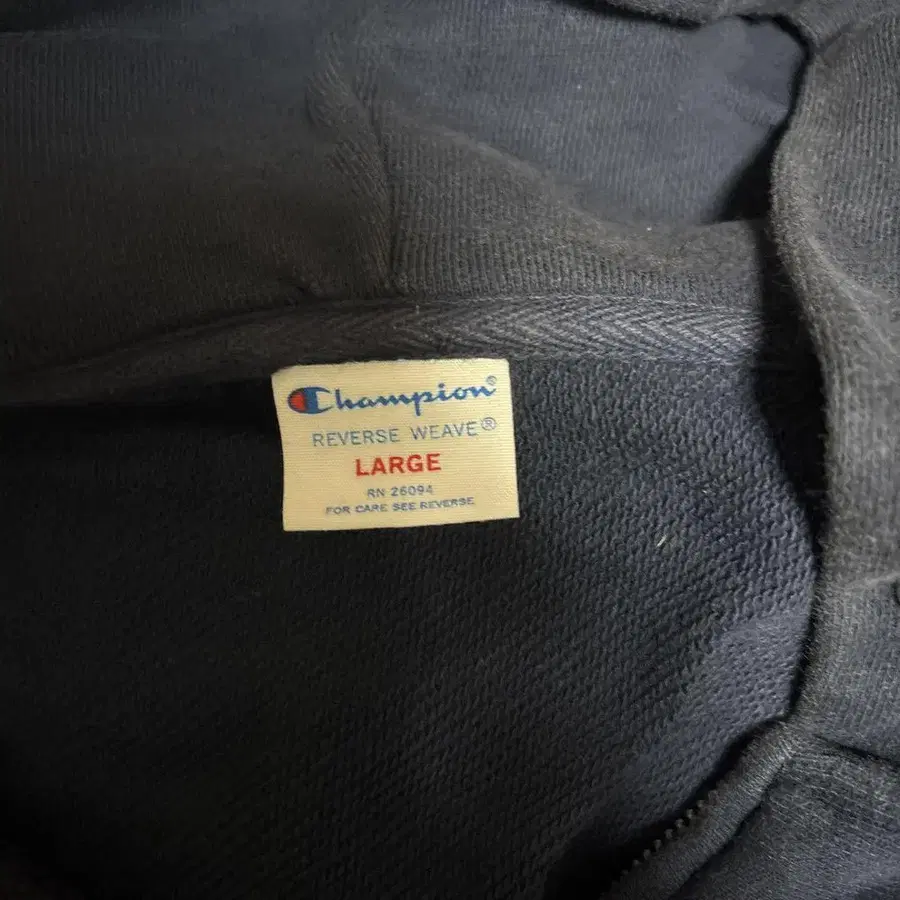 Champion®
REVERSE WEAVE®
LARGE
RN 26094
FOR CARE SEE REVERSE